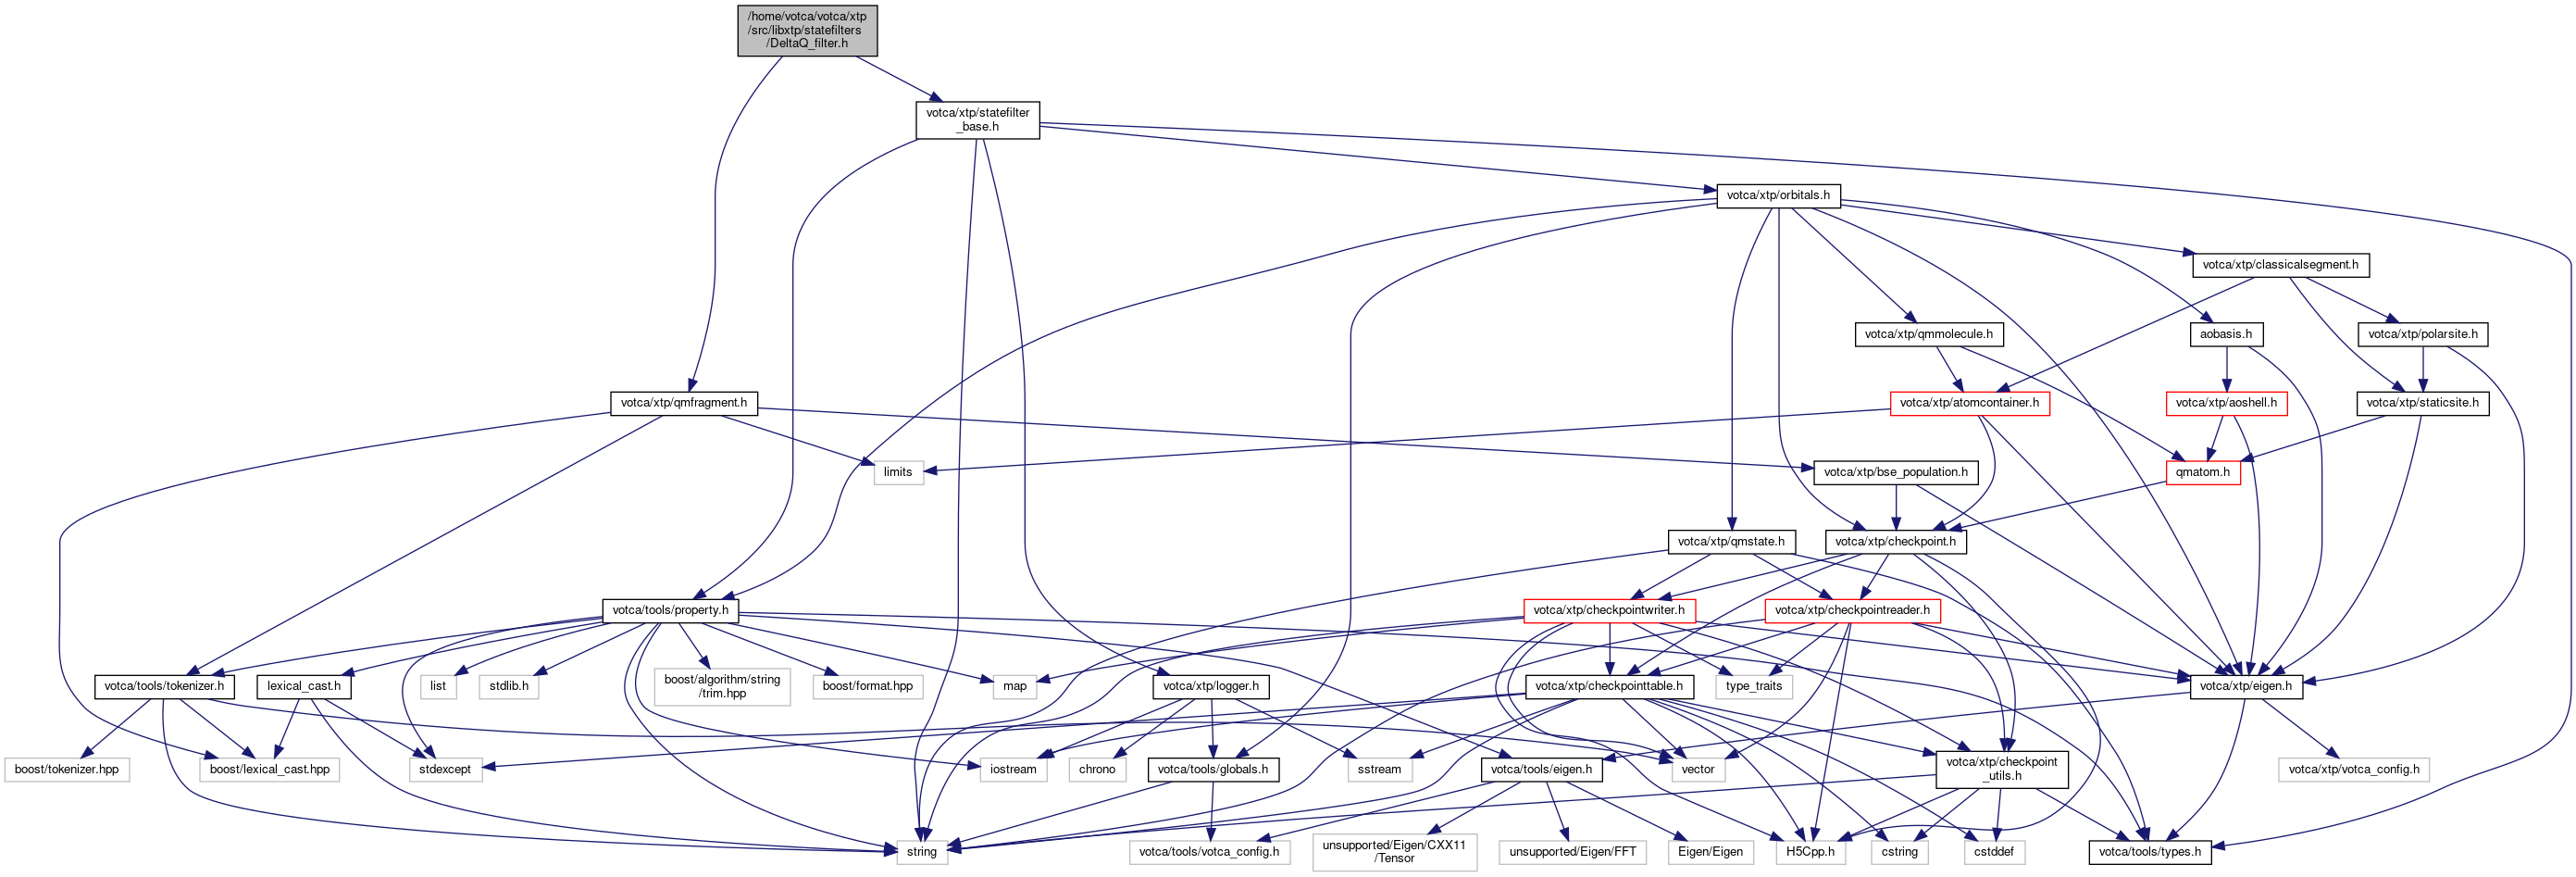 /home/votca/votca/xtp
/src/libxtp/statefilters
/DeltaQ_filter.h
votca/xtp/statefilter
_base.h
votca/xtp/orbitals.h
votca/xtp/classicalsegment.h
votca/xtp/qmmolecule.h
aobasis.h
votca/xtp/polarsite.h
votca/xtp/qmfragment.h
votca/xtp/atomcontainer.h
votca/xtp/aoshell.h
votca/xtp/staticsite.h
limits
votca/xtp/bse_population.h
qmatom.h
votca/xtp/qmstate.h
votca/xtp/checkpoint.h
votca/tools/property.h
votca/xtp/checkpointwriter.h
votca/xtp/checkpointreader.h
votca/tools/tokenizer.h
lexical_cast.h
list
stdlib.h
boost/algorithm/string
/trim.hpp
boost/format.hpp
map
votca/xtp/logger.h
votca/xtp/checkpointtable.h
type_traits
votca/xtp/eigen.h
boost/tokenizer.hpp
boost/lexical_cast.hpp
stdexcept
iostream
chrono
votca/tools/globals.h
sstream
votca/tools/eigen.h
vector
votca/xtp/checkpoint
_utils.h
votca/xtp/votca_config.h
string
votca/tools/votca_config.h
unsupported/Eigen/CXX11
/Tensor
unsupported/Eigen/FFT
Eigen/Eigen
H5Cpp.h
cstring
cstddef
votca/tools/types.h